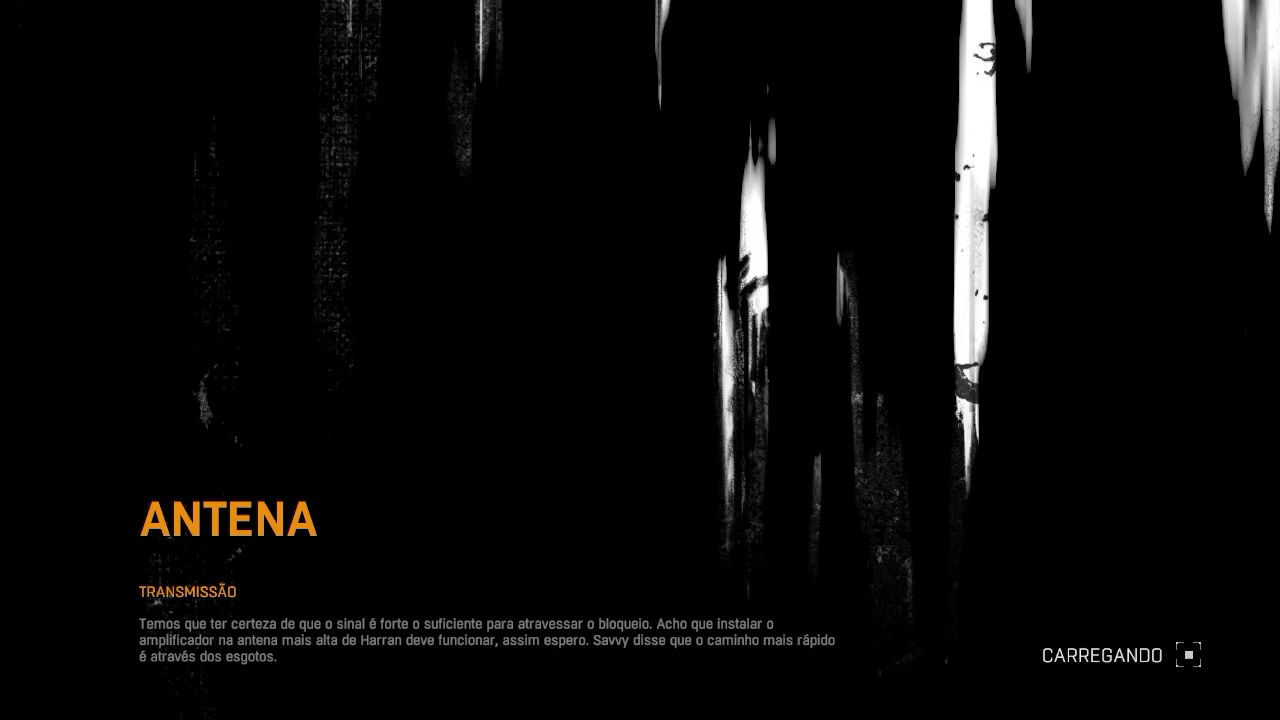 ANTENA
TRANSMISSÃO
Temos que ter certeza de que o sinal é forte o suficiente para atravessar o bloqueio. Acho que instalar o
amplificador na antena mais alta de Harran deve funcionar, assim espero. Savvy disse que o caminho mais rápido
é através dos esgotos.
CARREGANDO